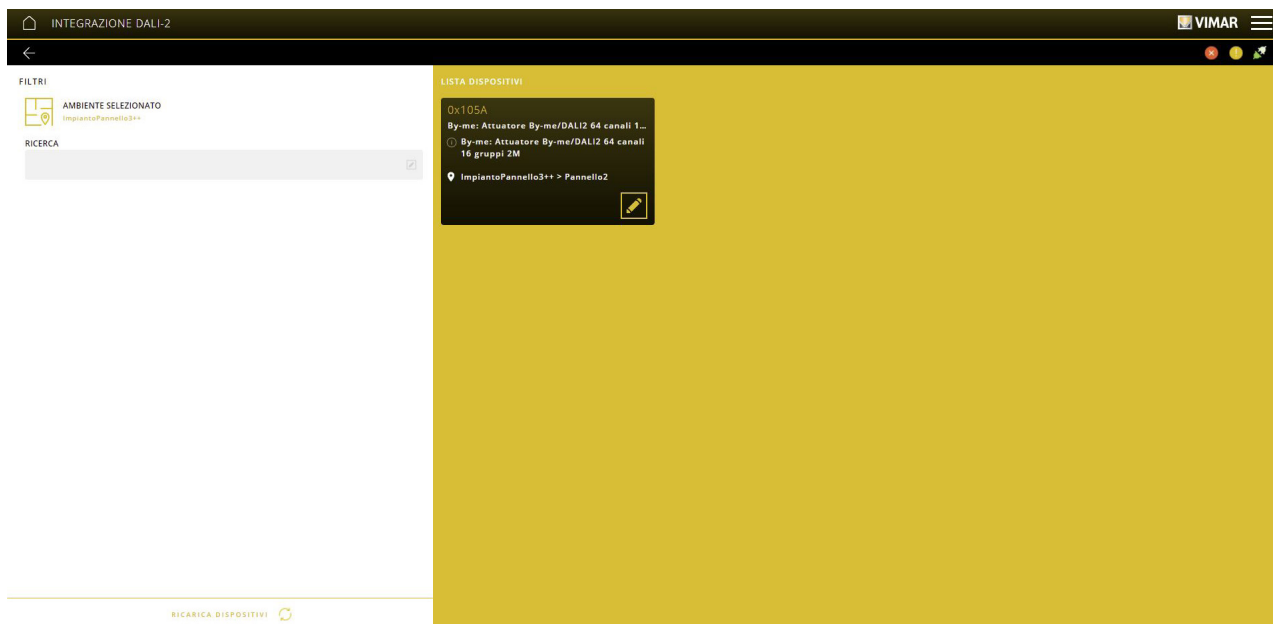 INTEGRAZIONE DALI-2
VIMAR
FILTRI
AMBIENTE SELEZIONATO
ImpiantoPannello3++
RICERCA
RICARICA DISPOSITIVI
LISTA DISPOSITIVI
0x105A
By-me: Attuatore By-me/DALI2 64 canali 1...
By-me: Attuatore By-me/DALI2 64 canali
16 gruppi 2M
ImpiantoPannello3++ > Pannello2